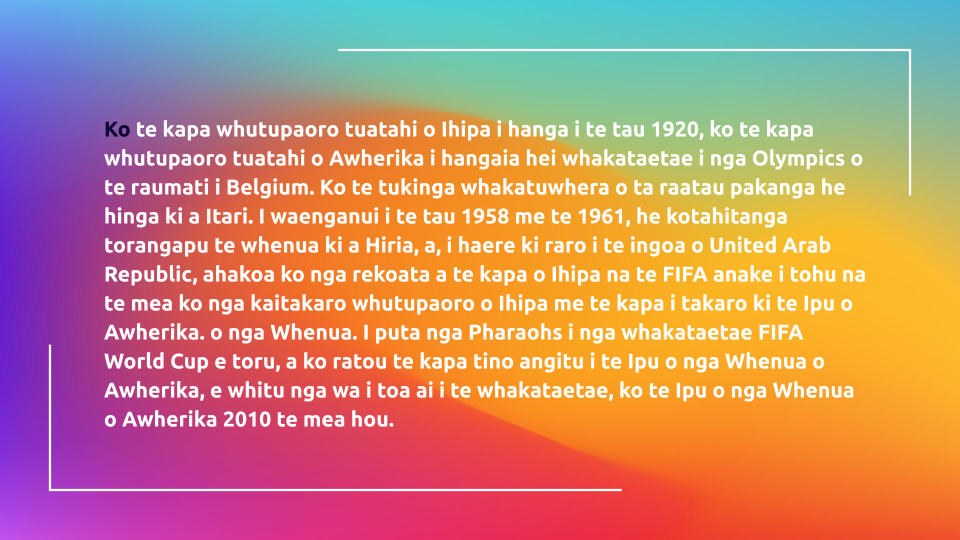 Ko te kapa whutupaoro tuatahi o Ihipa i hanga i te tau 1920, ko te kapa
whutupaoro tuatahi o Awherika i hangaia hei whakataetae i nga Olympics o
te raumati i Belgium. Ko te tukinga whakatuwhera o ta raatau pakanga he
hinga ki a Itari. I waenganui i te tau 1958 me te 1961, he kotahitanga
torangapu te whenua ki a Hiria, a, i haere ki raro i te ingoa o United Arab
Republic, ahakoa ko nga rekoata a te kapa o Ihipa na te FIFA anake i tohu na
te mea ko nga kaitakaro whutupaoro o Ihipa me te kapa i takaro ki te Ipu o
Awherika. o nga Whenua. I puta nga Pharaohs i nga whakataetae FIFA
World Cup e toru, a ko ratou te kapa tino angitu i te Ipu o nga Whenua o
Awherika, e whitu nga wa i toa ai i te whakataetae, ko te Ipu o nga Whenua
o Awherika 2010 te mea hou.